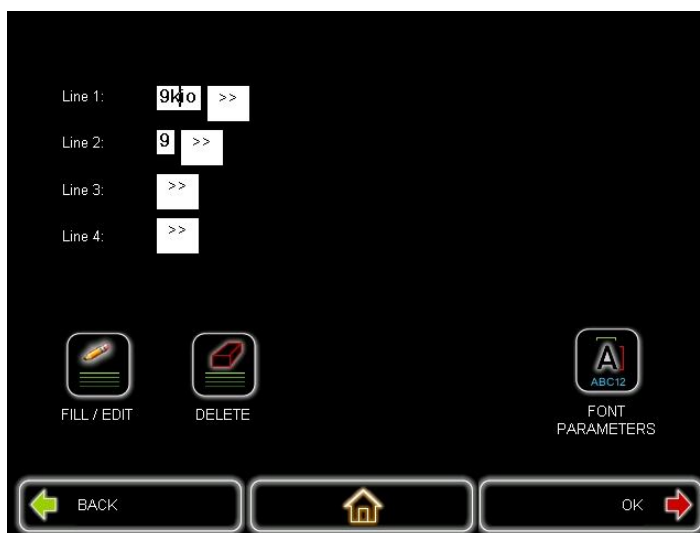 Line 1: 9kio >>
Line 2: 9 >>
Line 3: >>
Line 4: >>
FILL / EDIT DELETE
ABC12
FONT
PARAMETERS
BACK OK